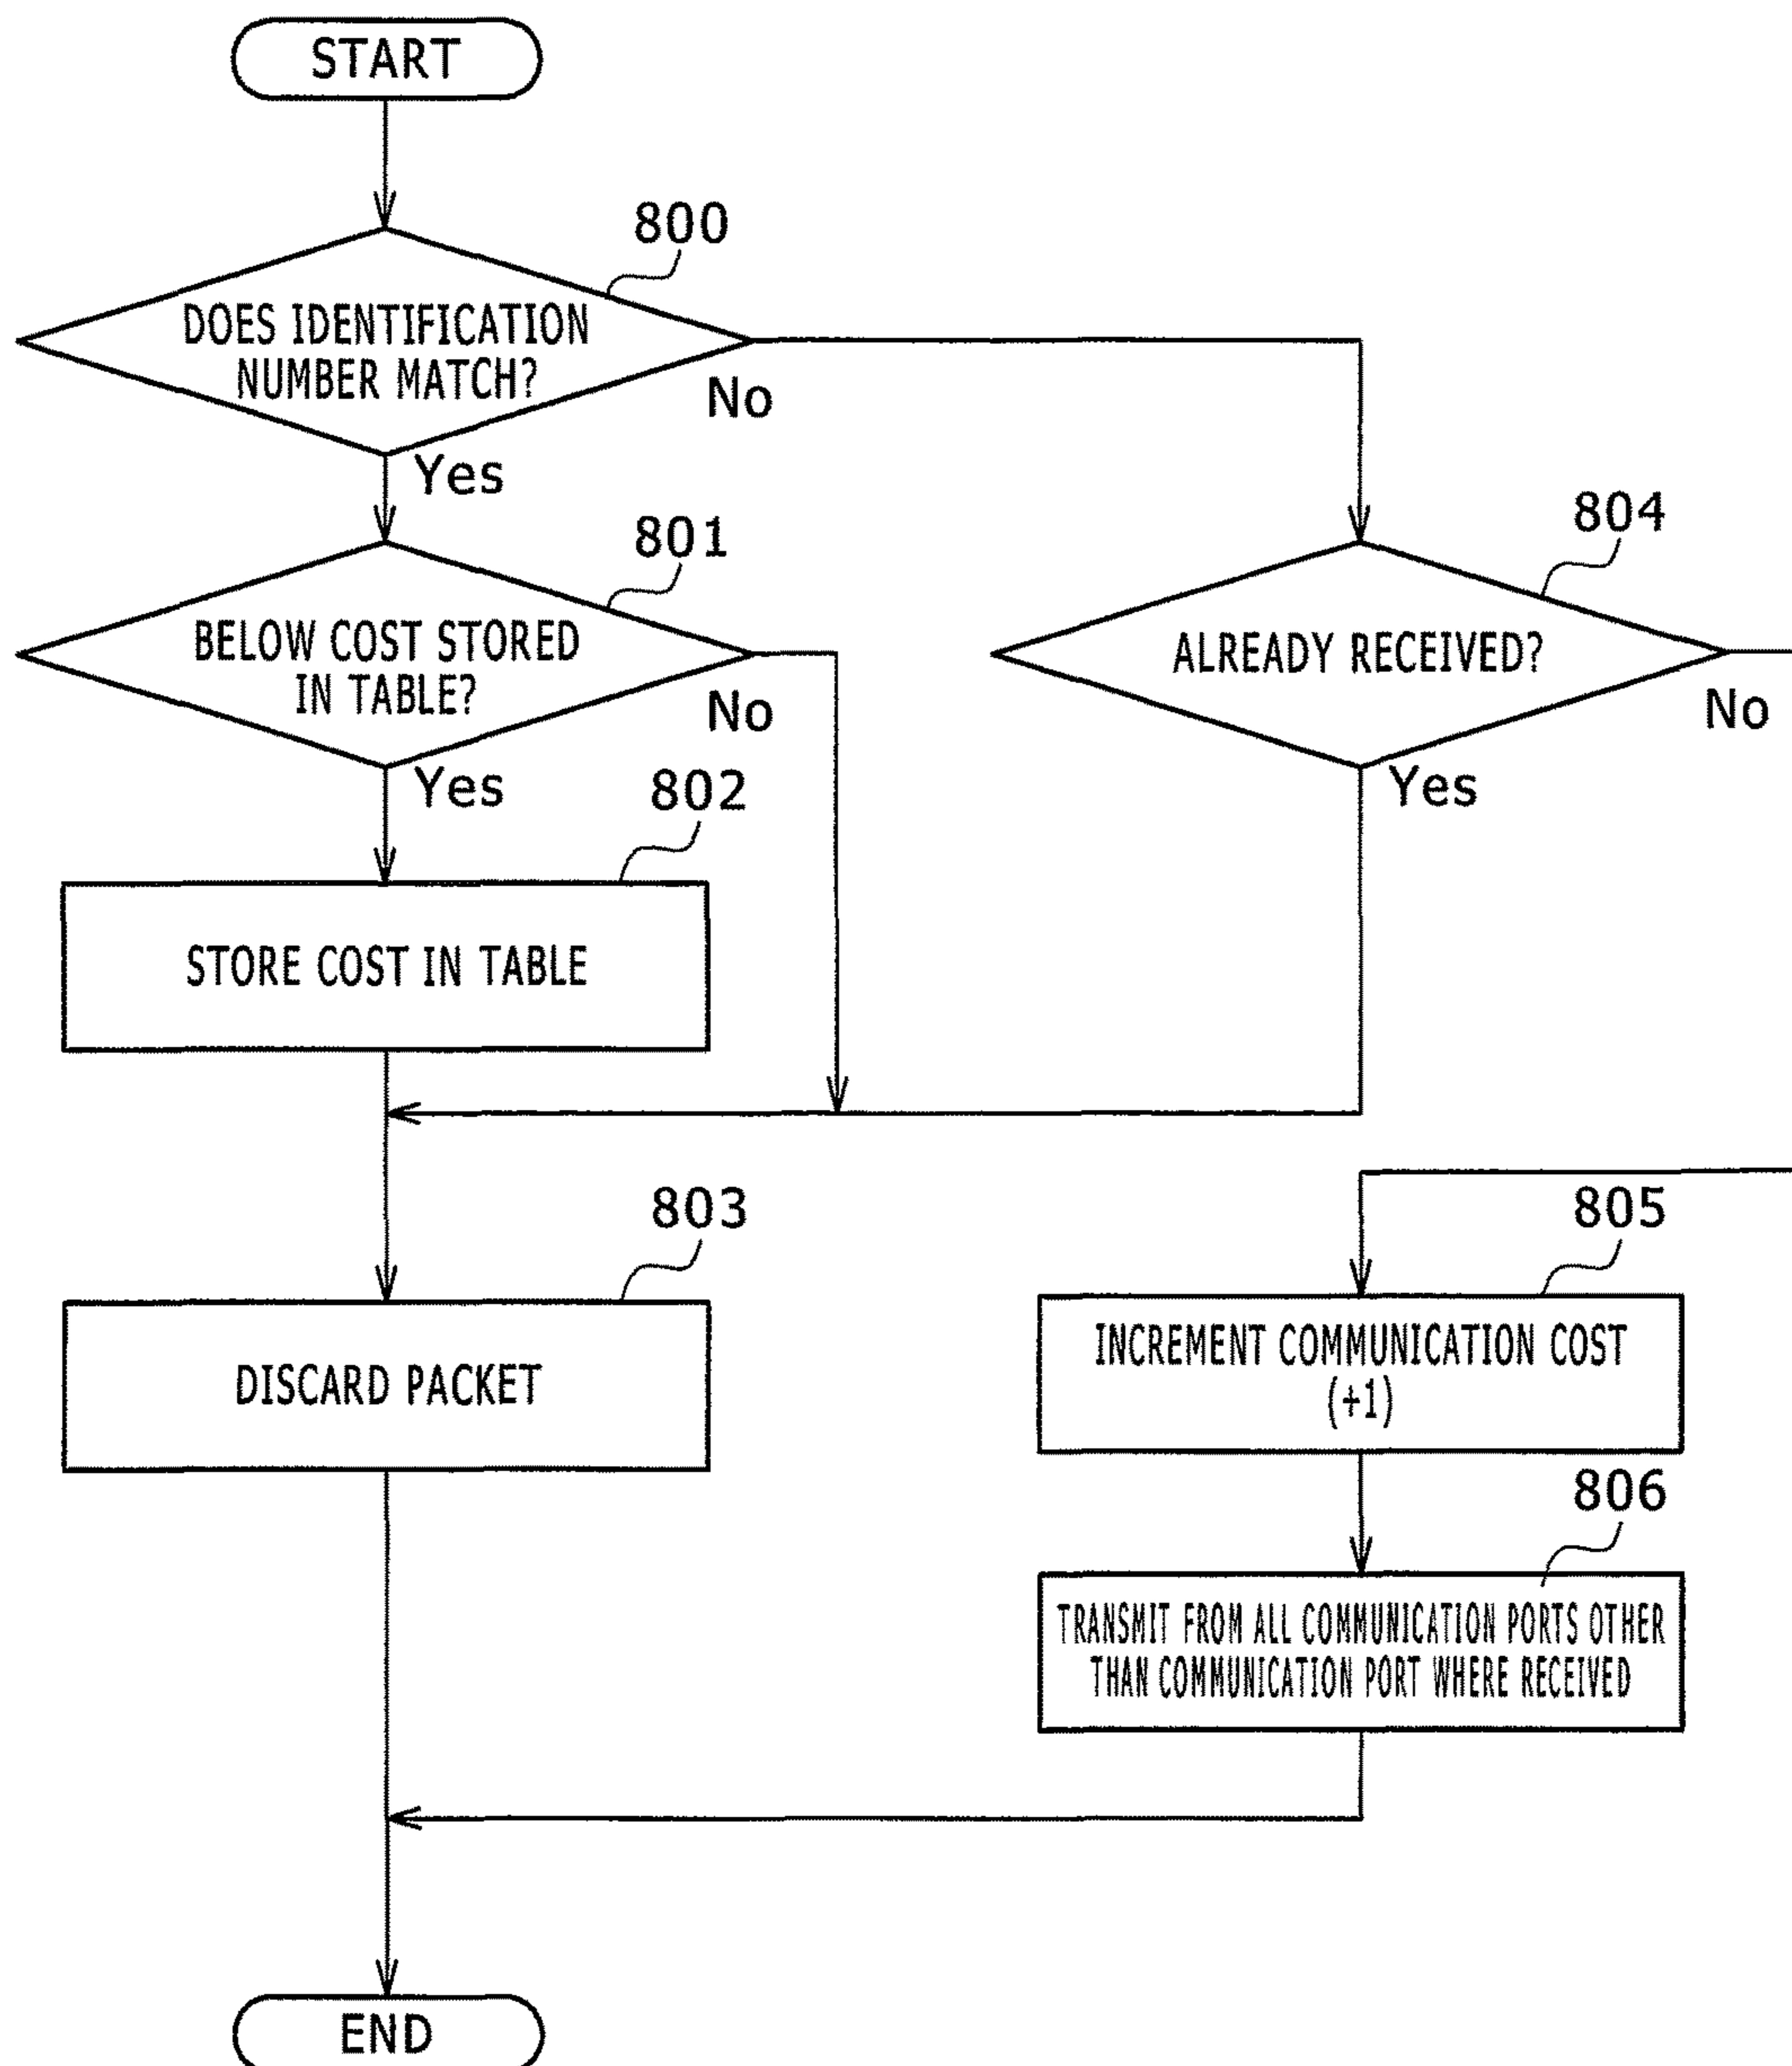 START
800
DOES IDENTIFICATION
NUMBER MATCH?
No
Yes
801
BELOW COST STORED
IN TABLE?
No
Yes
804
ALREADY RECEIVED?
No
Yes
802
STORE COST IN TABLE
803
DISCARD PACKET
805
INCREMENT COMMUNICATION COST
(+1)
806
TRANSMIT FROM ALL COMMUNICATION PORTS OTHER
THAN COMMUNICATION PORT WHERE RECEIVED
END